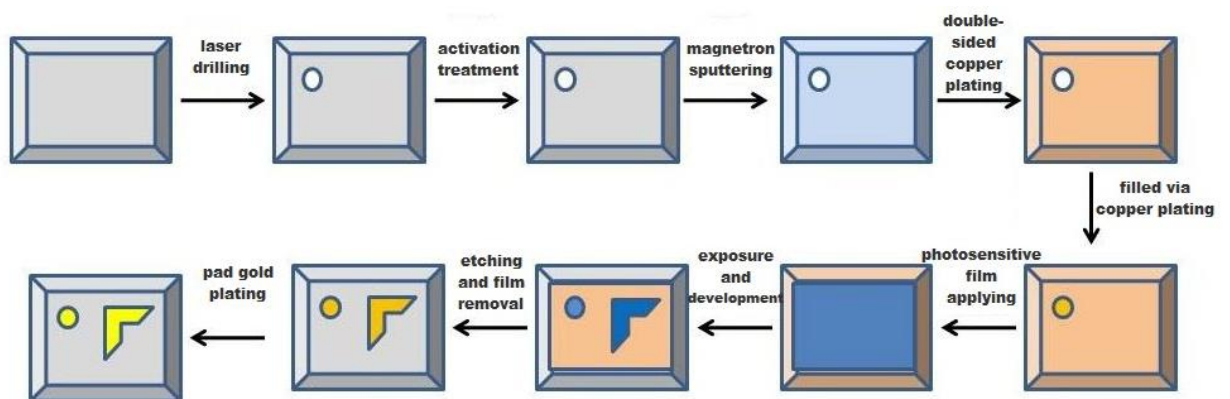 laser
drilling
activation
treatment
magnetron
sputtering
double-
sided
copper
plating
filled via
copper plating
photosensitive
film
applying
exposure
and
development
etching
and film
removal
pad gold
plating